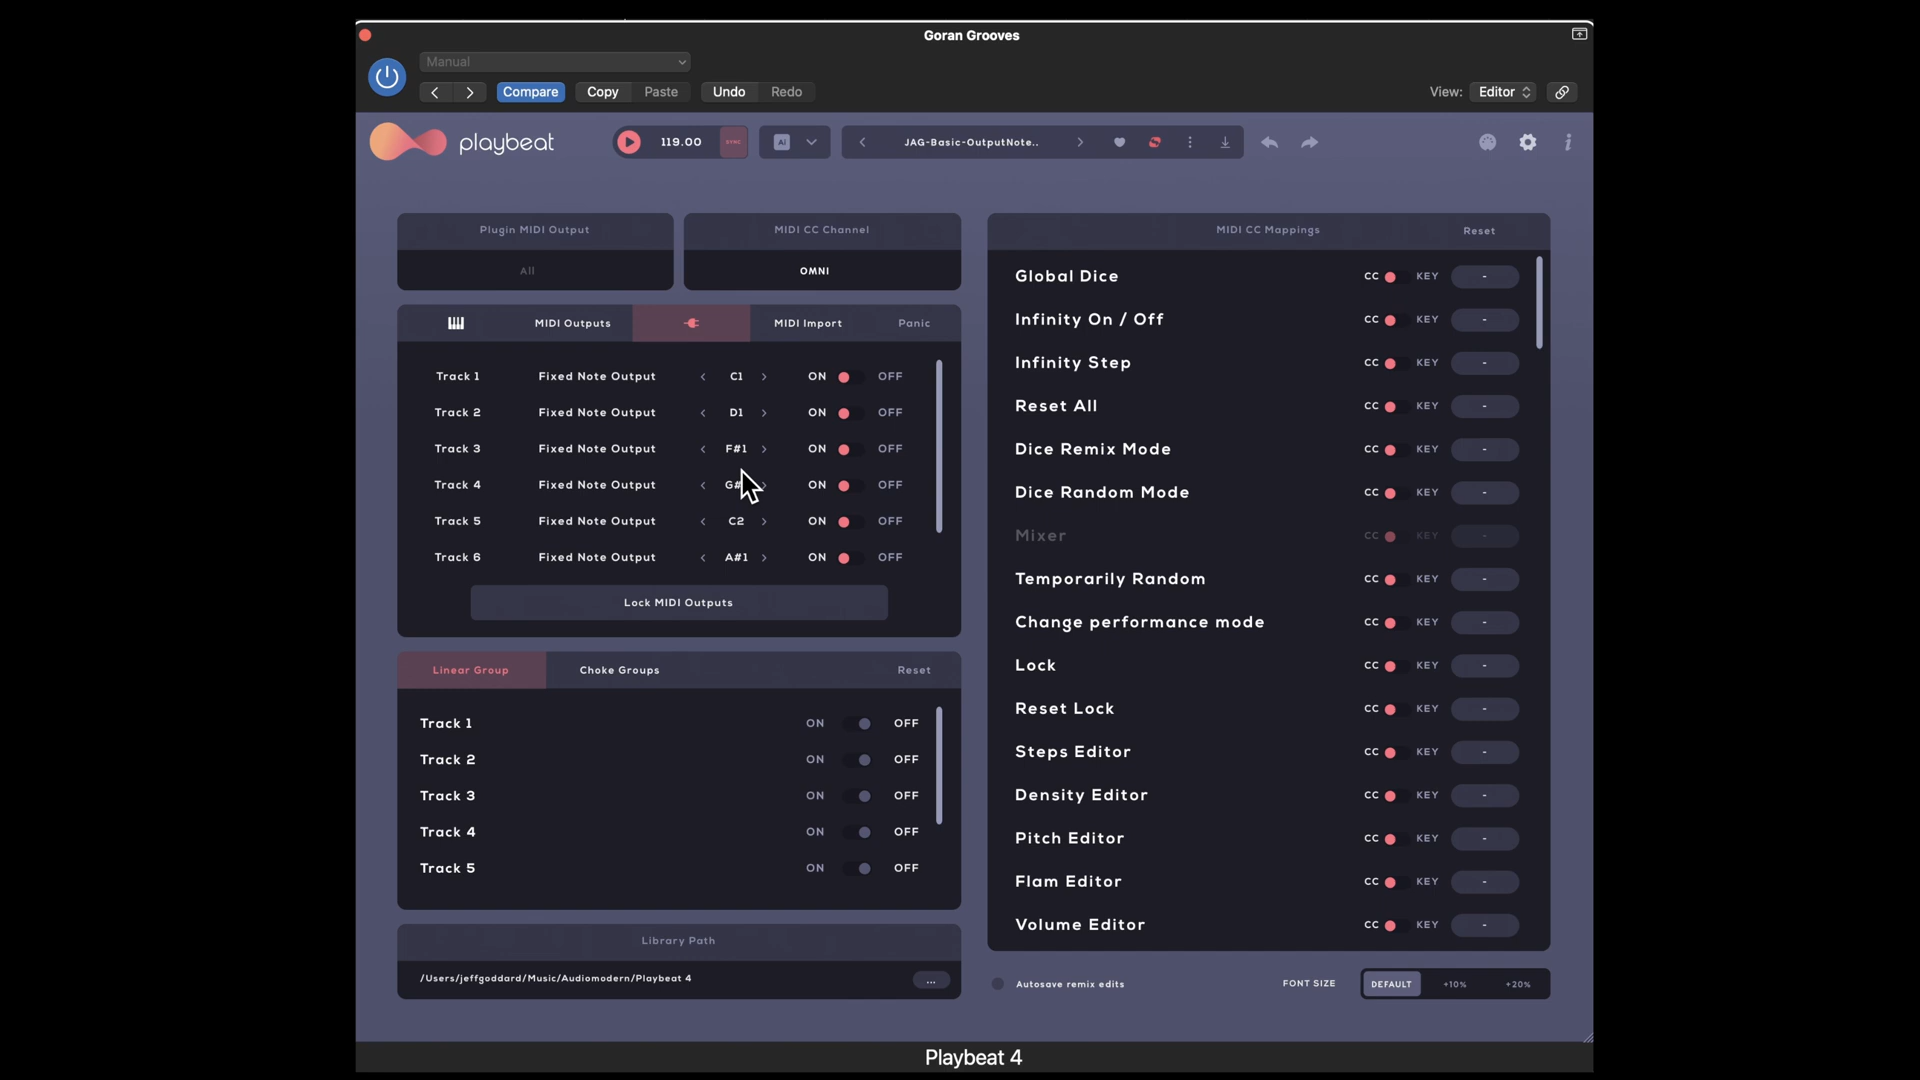 Goran Grooves
Manual
Compare Copy Paste Undo Redo View: Editor
playbeat 119.00 SYNC AI JAG-Basic-OutputNote.. i
Plugin MIDI Output
All
MIDI CC Channel
OMNI
MIDI Outputs MIDI Import Panic
Track 1 Fixed Note Output < C1 > ON OFF
Track 2 Fixed Note Output < D1 > ON OFF
Track 3 Fixed Note Output < F#1 > ON OFF
Track 4 Fixed Note Output < G# > ON OFF
Track 5 Fixed Note Output < C2 > ON OFF
Track 6 Fixed Note Output < A#1 > ON OFF
Lock MIDI Outputs
Linear Group Choke Groups Reset
Track 1 ON OFF
Track 2 ON OFF
Track 3 ON OFF
Track 4 ON OFF
Track 5 ON OFF
Library Path
/Users/jeffgoddard/Music/Audiomodern/Playbeat 4 ...
MIDI CC Mappings Reset
Global Dice CC KEY -
Infinity On / Off CC KEY -
Infinity Step CC KEY -
Reset All CC KEY -
Dice Remix Mode CC KEY -
Dice Random Mode CC KEY -
Mixer CC KEY -
Temporarily Random CC KEY -
Change performance mode CC KEY -
Lock CC KEY -
Reset Lock CC KEY -
Steps Editor CC KEY -
Density Editor CC KEY -
Pitch Editor CC KEY -
Flam Editor CC KEY -
Volume Editor CC KEY -
Autosave remix edits FONT SIZE DEFAULT +10% +20%
Playbeat 4